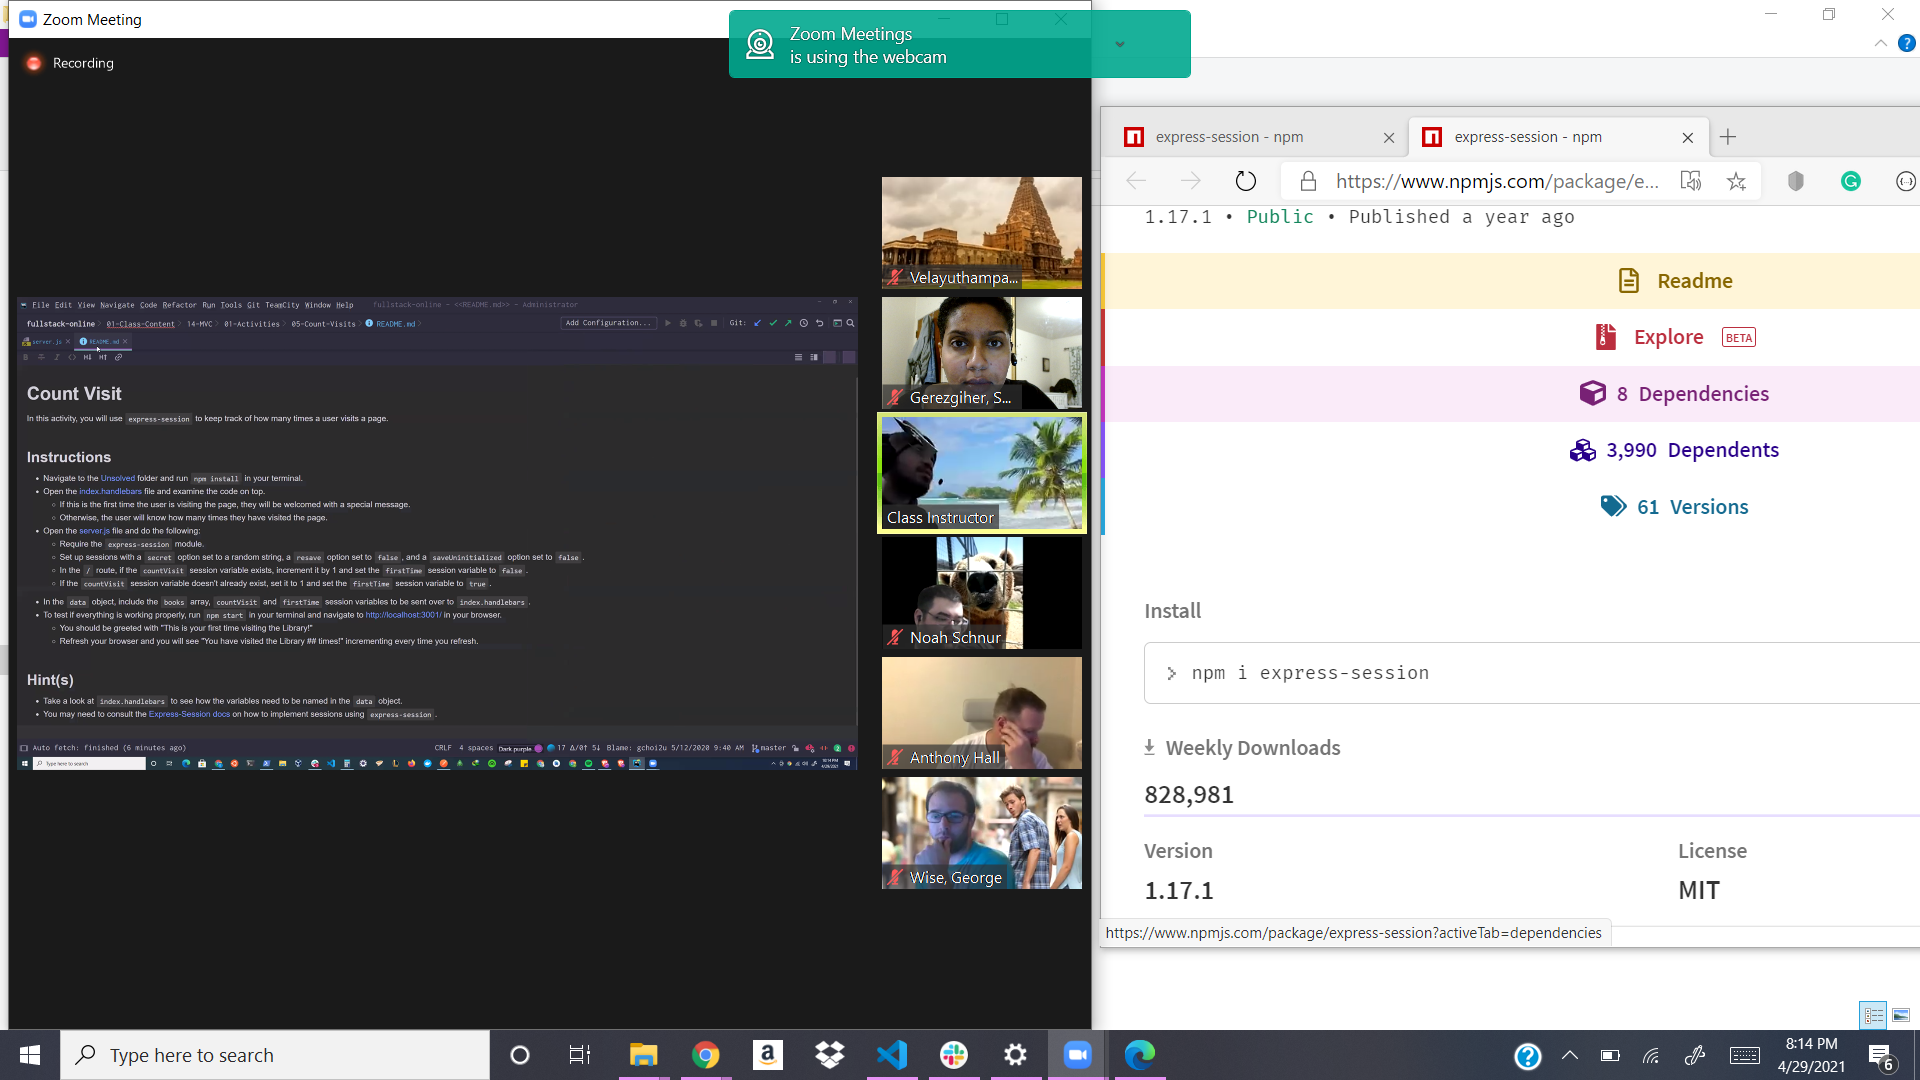 Zoom Meeting
Zoom Meetings
is using the webcam
Recording
Velayuthampa...
Gerezgiher, S...
Class Instructor
Noah Schnur
Anthony Hall
Wise, George
File Edit View Navigate Code Refactor Run Tools Git TeamCity Window Help fullstack-online - <<README.md>> - Administrator
fullstack-online 01-Class-Content 14-MVC 01-Activities 05-Count-Visits README.md Add Configuration... Git:
server.js README.md
Count Visit
In this activity, you will use express-session to keep track of how many times a user visits a page.
Instructions
• Navigate to the Unsolved folder and run npm install in your terminal.
• Open the index.handlebars file and examine the code on top.
If this is the first time the user is visiting the page, they will be welcomed with a special message.
Otherwise, the user will know how many times they have visited the page.
• Open the server.js file and do the following:
Require the express-session module.
Set up sessions with a secret option set to a random string, a resave option set to false, and a saveUninitialized option set to false.
In the / route, if the countVisit session variable exists, increment it by 1 and set the firstTime session variable to false.
If the countVisit session variable doesn't already exist, set it to 1 and set the firstTime session variable to true.
• In the data object, include the books array, countVisit and firstTime session variables to be sent over to index.handlebars.
• To test if everything is working properly, run npm start in your terminal and navigate to http://localhost:3001/ in your browser.
You should be greeted with "This is your first time visiting the Library!"
Refresh your browser and you will see "You have visited the Library ## times!" incrementing every time you refresh.
Hint(s)
• Take a look at index.handlebars to see how the variables need to be named in the data object.
• You may need to consult the Express-Session docs on how to implement sessions using express-session.
Auto fetch: finished (6 minutes ago) CRLF 4 spaces Dark purple 17 Δ/0↑ 5↓ Blame: gchoi2u 5/12/2020 9:40 AM master
Type here to search
express-session - npm
express-session - npm
https://www.npmjs.com/package/e...
1.17.1 • Public • Published a year ago
Readme
Explore BETA
8 Dependencies
3,990 Dependents
61 Versions
Install
> npm i express-session
Weekly Downloads
828,981
Version
License
1.17.1
MIT
https://www.npmjs.com/package/express-session?activeTab=dependencies
Type here to search
8:14 PM
4/29/2021
6